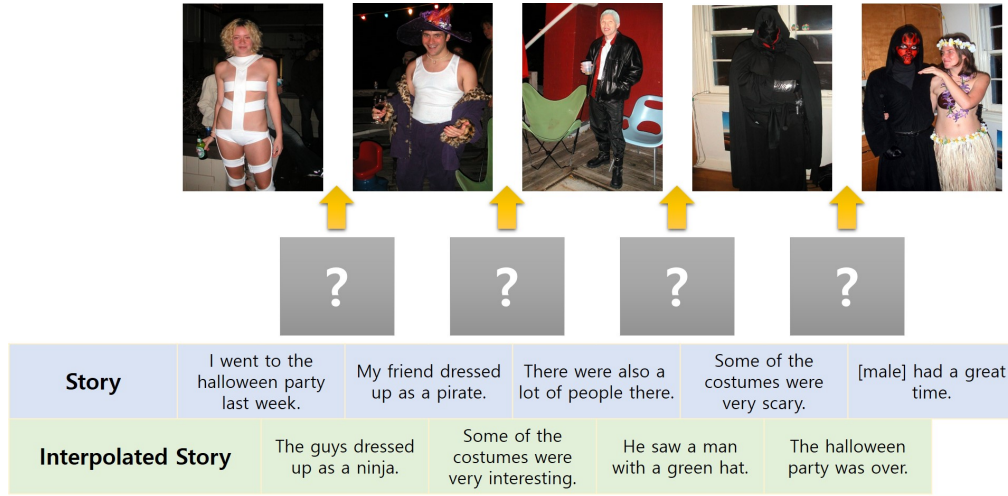 ?
?
?
?
Story
I went to the
halloween party
last week.
My friend dressed
up as a pirate.
There were also a
lot of people there.
Some of the
costumes were
very scary.
[male] had a great
time.
Interpolated Story
The guys dressed
up as a ninja.
Some of the
costumes were
very interesting.
He saw a man
with a green hat.
The halloween
party was over.